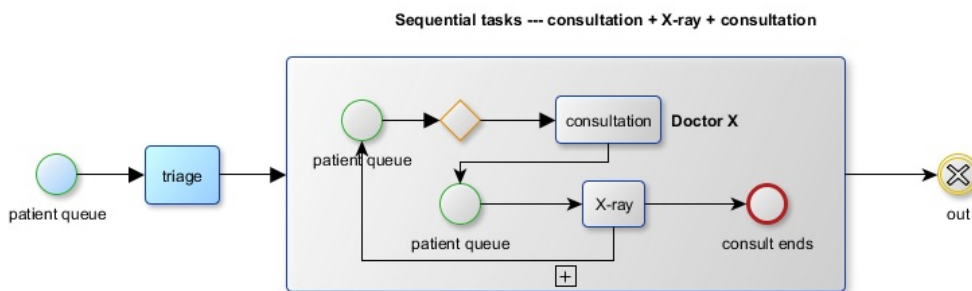 Sequential tasks --- consultation + X-ray + consultation
patient queue
triage
patient queue
consultation
Doctor X
patient queue
X-ray
consult ends
out